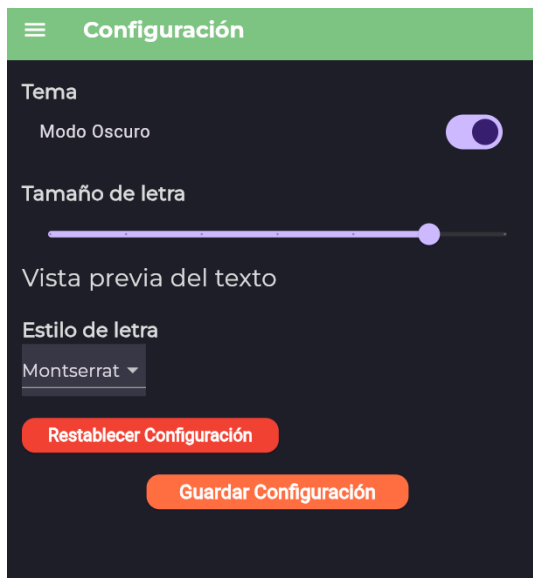 Configuración
Tema
Modo Oscuro
Tamaño de letra
Vista previa del texto
Estilo de letra
Montserrat
Restablecer Configuración
Guardar Configuración